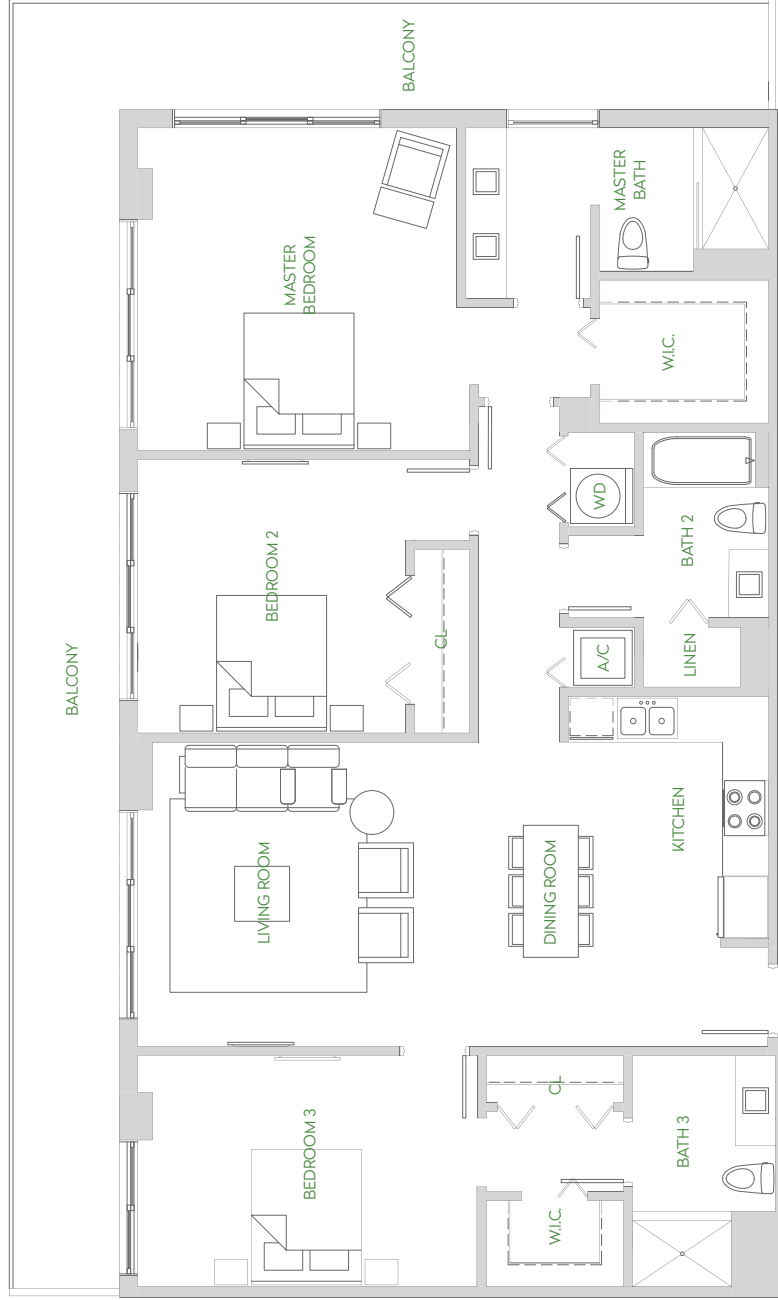 BALCONY
MASTER
BATH
MASTER
BEDROOM
W.I.C.
WD
BATH 2
BEDROOM 2
CL
A/C
LINEN
BALCONY
KITCHEN
LIVING ROOM
DINING ROOM
CL
BEDROOM 3
BATH 3
W.I.C.